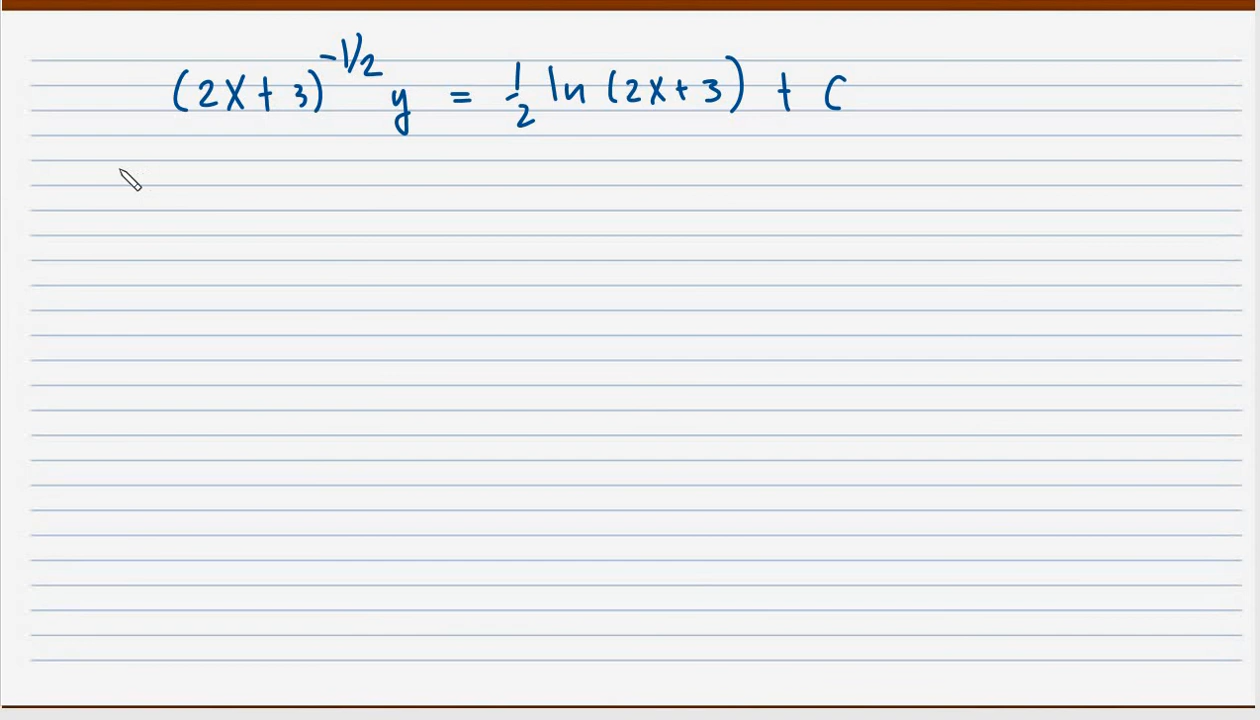 (2x+3)^-1/2 y = 1/2 ln (2x+3) + C